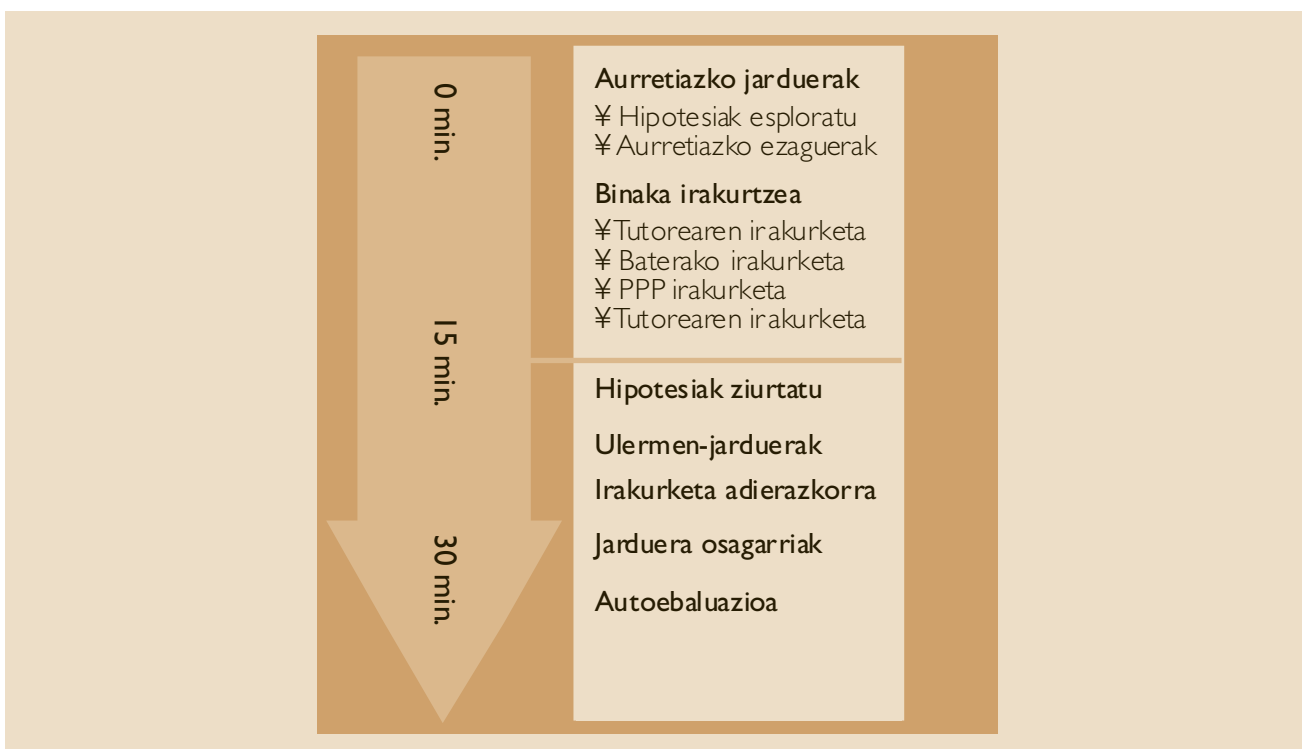 0 min.
Aurretiazko jarduerak
¥ Hipotesiak esploratu
¥ Aurretiazko ezaguerak
Binaka irakurtzea
¥ Tutorearen irakurketa
¥ Baterako irakurketa
¥ PPP irakurketa
¥ Tutorearen irakurketa
15 min.
Hipotesiak ziurtatu
Ulermen-jarduerak
Irakurketa adierazkorra
30 min.
Jarduera osagarriak
Autoebaluazioa